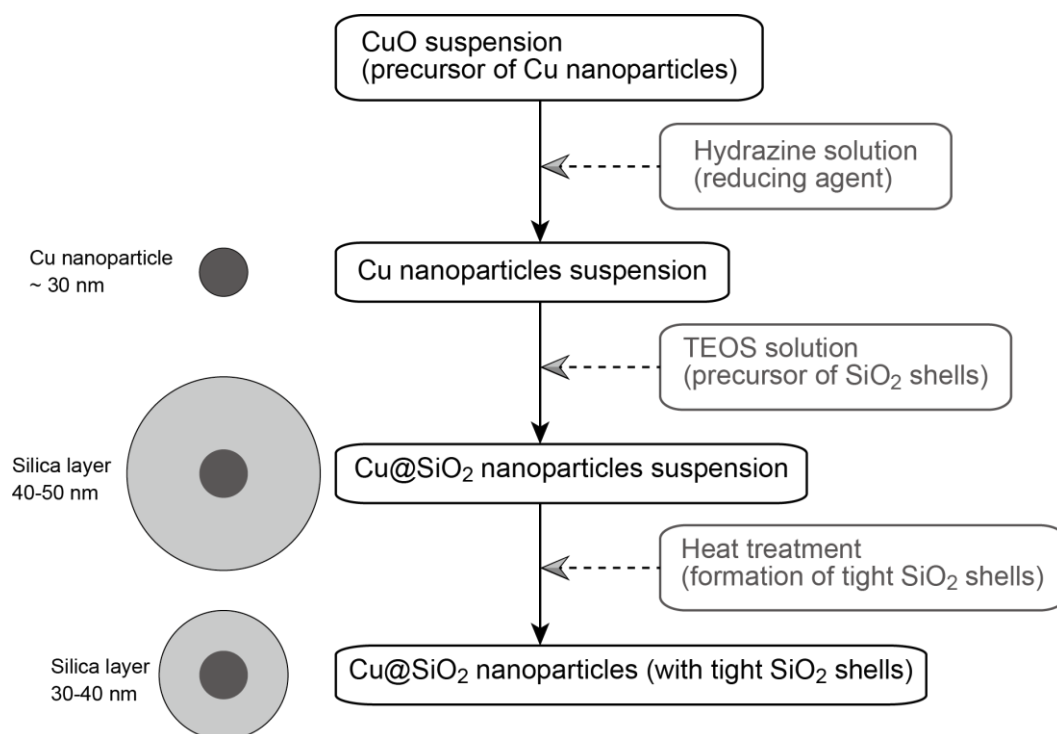 CuO suspension
(precursor of Cu nanoparticles)
Hydrazine solution
(reducing agent)
Cu nanoparticle
~ 30 nm
Cu nanoparticles suspension
TEOS solution
(precursor of SiO₂ shells)
Silica layer
40-50 nm
Cu@SiO₂ nanoparticles suspension
Heat treatment
(formation of tight SiO₂ shells)
Silica layer
30-40 nm
Cu@SiO₂ nanoparticles (with tight SiO₂ shells)